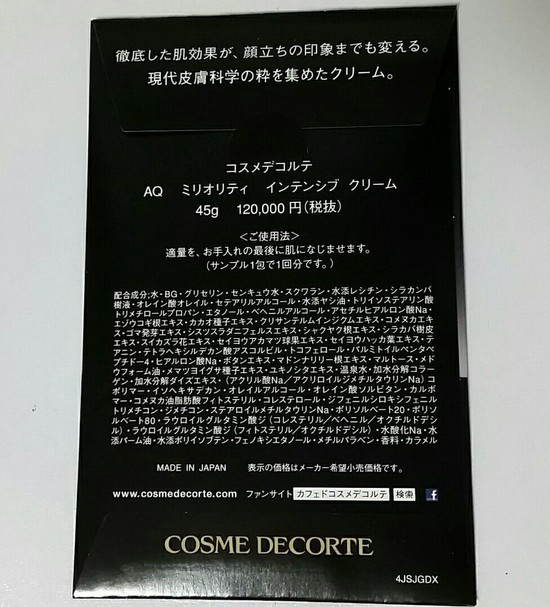 徹底した肌効果が、顔立ちの印象までも変える。
現代皮膚科学の粋を集めたクリーム。
コスメデコルテ
AQ ミリオリティ インテンシブ クリーム
45g 120,000円(税抜)
<ご使用法>
適量を、お手入れの最後に肌になじませます。
(サンプル1包で1回分です。)
配合成分:水・BG・グリセリン・センキュウ水・スクワラン・水添レシチン・シラカンバ
樹液・オレイン酸オレイル・セテアリルアルコール・水添ヤシ油・トリイソステアリン酸
トリメチロールプロパン・エタノール・ベヘニルアルコール・アセチルヒアルロン酸Na・
エゾウコギ根エキス・カカオ種子エキス・クリサンテルムインジクムエキス・コメヌカエキ
ス・ゴマ発芽エキス・シスツスラダニフェルスエキス・シャクヤク根エキス・シラカバ樹皮
エキス・スイカズラ花エキス・セイヨウアカマツ球果エキス・セイヨウハッカ葉エキス・テ
アニン・テトラヘキシルデカン酸アスコルビル・トコフェロール・パルミトイルペンタペ
プチド-4・ヒアルロン酸Na・ボタンエキス・マドンナリリー根エキス・マルトース・メド
ウフォーム油・メマツヨイグサ種子エキス・ユキノシタエキス・温泉水・加水分解コラー
ゲン・加水分解ダイズエキス・(アクリル酸Na/アクリロイルジメチルタウリンNa)コ
ポリマー・イソヘキサデカン・オレイルアルコール・オレイン酸ソルビタン・カルボ
マー・コメヌカ油脂肪酸フィトステリル・コレステロール・ジフェニルシロキシフェニル
トリメチコン・ジメチコン・ステアロイルメチルタウリンNa・ポリソルベート20・ポリソ
ルベート80・ラウロイルグルタミン酸ジ(コレステリル/ベヘニル/オクチルドデシ
ル)・ラウロイルグルタミン酸ジ(フィトステリル/オクチルドデシル)・水酸化Na・水
添パーム油・水添ポリイソブテン・フェノキシエタノール・メチルパラベン・香料・カラメル
MADE IN JAPAN 表示の価格はメーカー希望小売価格です。
www.cosmedecorte.com ファンサイト カフェドコスメデコルテ 検索 f
COSME DECORTE
4JSJGDX